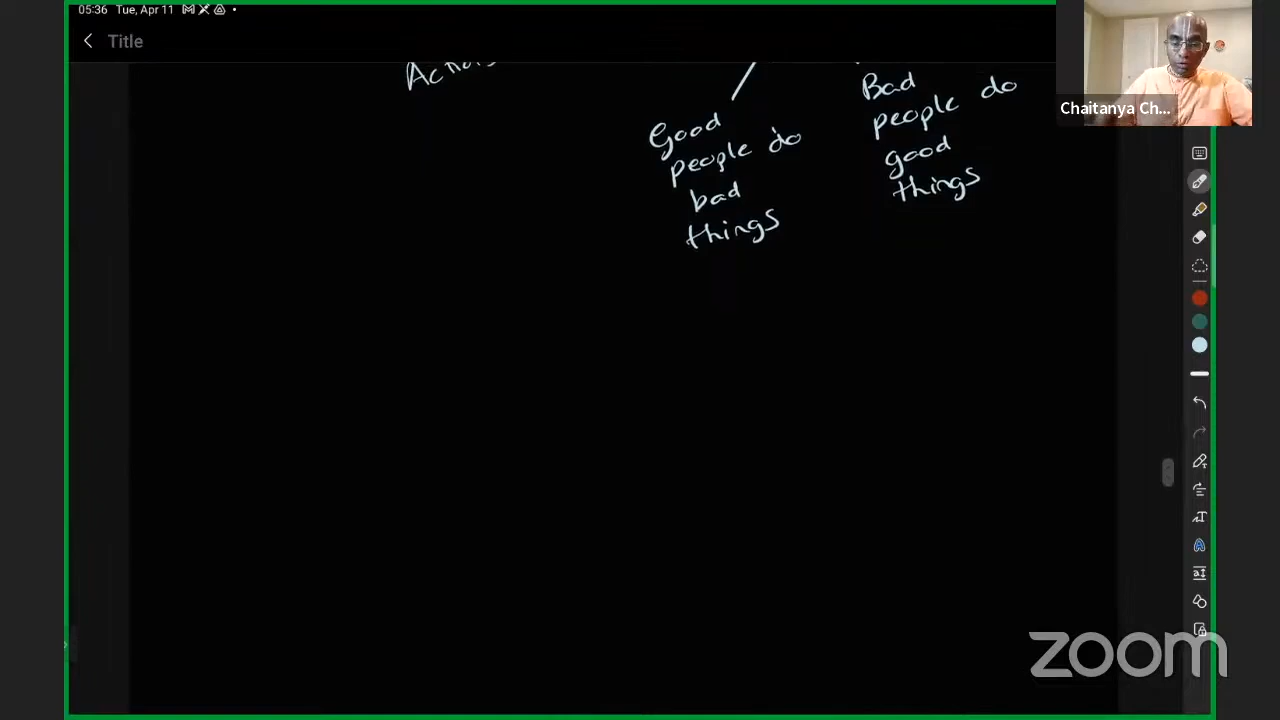 05:36 Tue, Apr 11
Title
Actions
Good
people do
bad
things
Bad
people do
good
things
Chaitanya Ch...
zoom